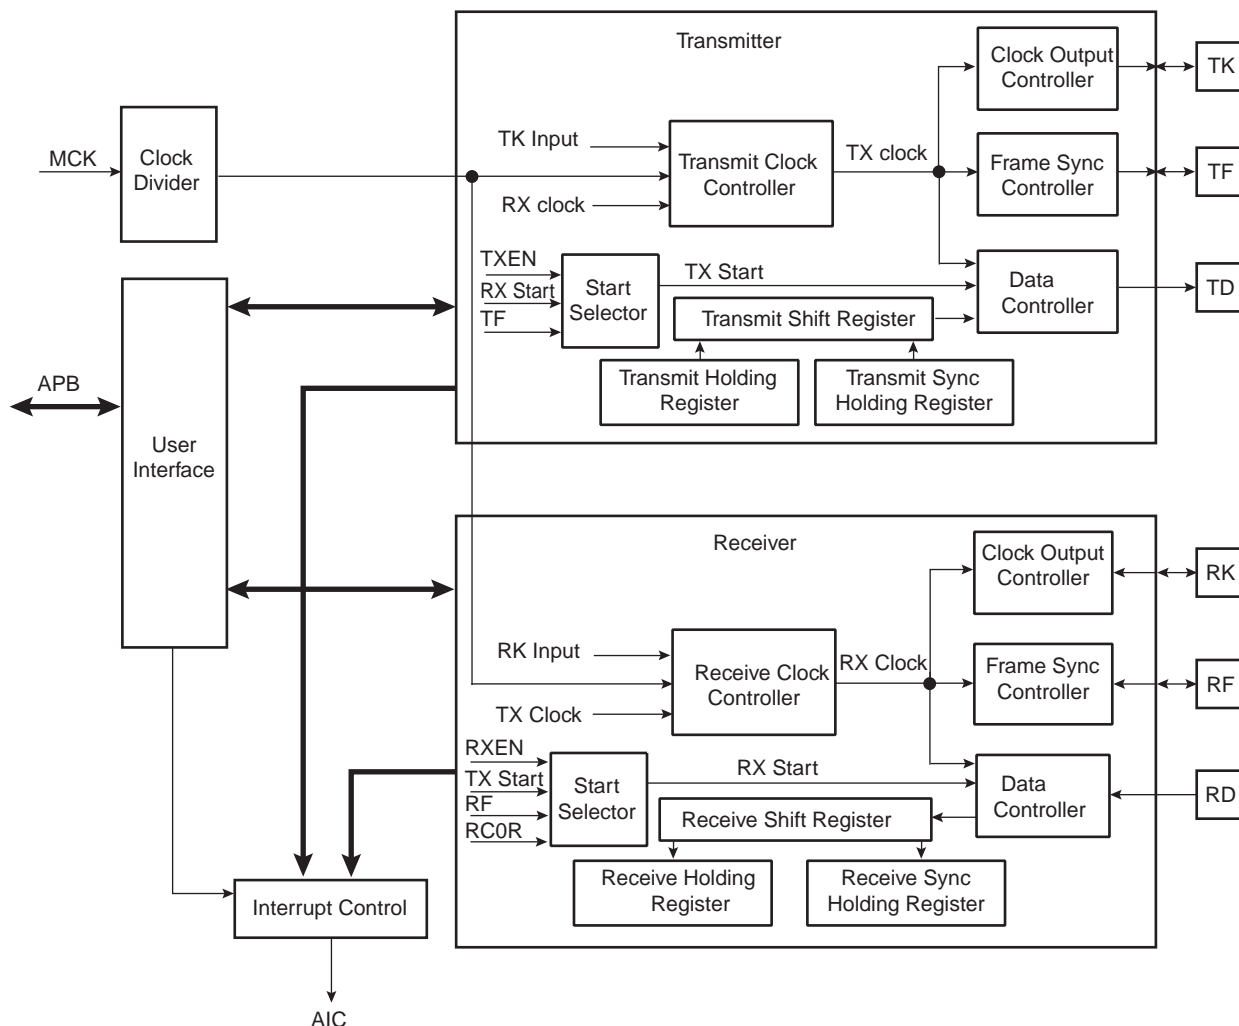 Transmitter
Clock Output
Controller
TK
MCK
Clock
Divider
TK Input
Transmit Clock
Controller
TX clock
RX clock
Frame Sync
Controller
TF
TXEN
RX Start
TF
Start
Selector
TX Start
Data
Controller
TD
Transmit Shift Register
Transmit Holding
Register
Transmit Sync
Holding Register
APB
User
Interface
Receiver
Clock Output
Controller
RK
RK Input
Receive Clock
Controller
RX Clock
TX Clock
Frame Sync
Controller
RF
RXEN
TX Start
RF
RC0R
Start
Selector
RX Start
Data
Controller
RD
Receive Shift Register
Receive Holding
Register
Receive Sync
Holding Register
Interrupt Control
AIC